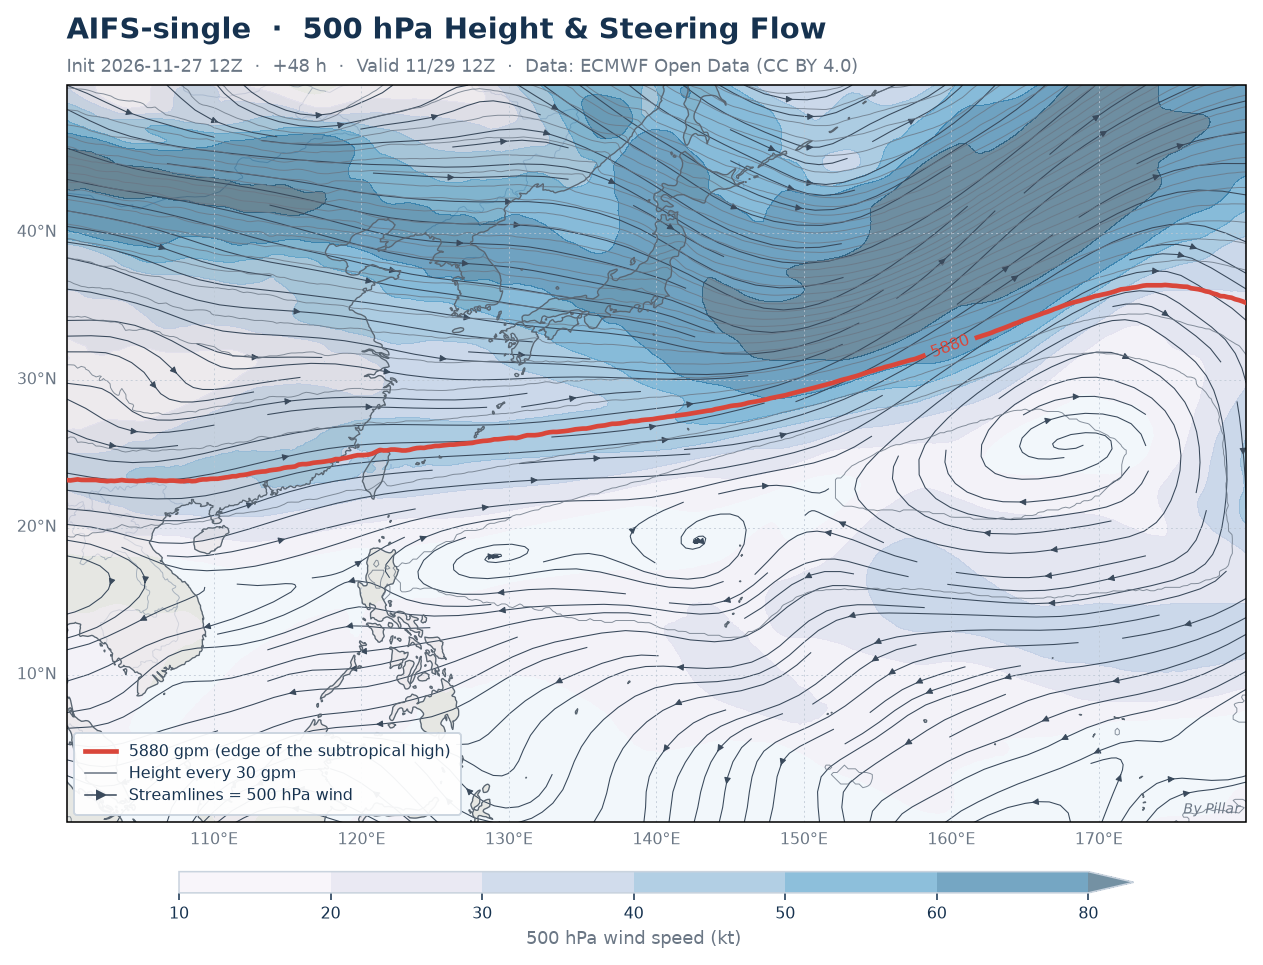 AIFS-single · 500 hPa Height & Steering Flow
Init 2026-11-27 12Z · +48 h · Valid 11/29 12Z · Data: ECMWF Open Data (CC BY 4.0)
40°N
30°N
20°N
10°N
5880
5880 gpm (edge of the subtropical high)
Height every 30 gpm
Streamlines = 500 hPa wind
By Pillar
110°E 120°E 130°E 140°E 150°E 160°E 170°E
10 20 30 40 50 60 80
500 hPa wind speed (kt)